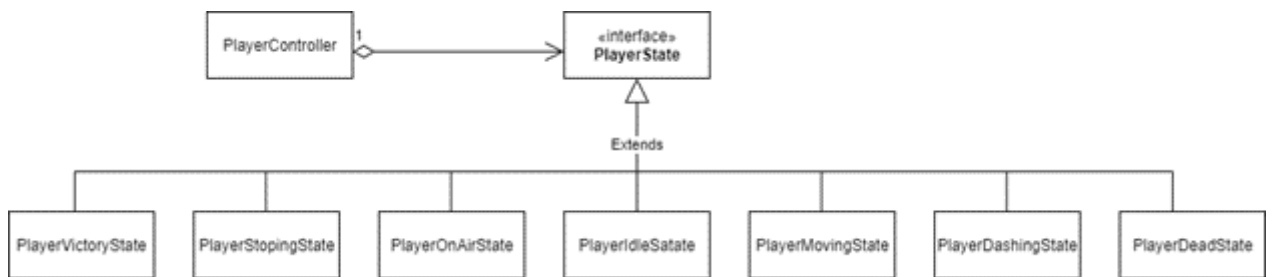 PlayerController
1
«interface»
PlayerState
Extends
PlayerVictoryState
PlayerStopingState
PlayerOnAirState
PlayerIdleSatate
PlayerMovingState
PlayerDashingState
PlayerDeadState